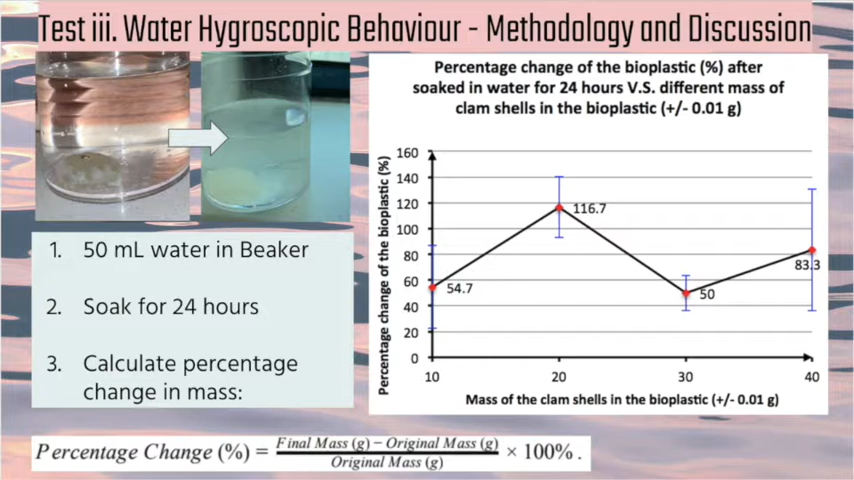 Test iii. Water Hygroscopic Behaviour - Methodology and Discussion
1. 50 mL water in Beaker
2. Soak for 24 hours
3. Calculate percentage
change in mass:
Percentage change of the bioplastic (%) after
soaked in water for 24 hours V.S. different mass of
clam shells in the bioplastic (+/- 0.01 g)
Percentage change of the bioplastic (%)
160
140
120
100
80
60
40
20
0
54.7
116.7
50
83.3
10 20 30 40
Mass of the clam shells in the bioplastic (+/- 0.01 g)
Percentage Change (%) = Final Mass (g) − Original Mass (g) / Original Mass (g) × 100% .